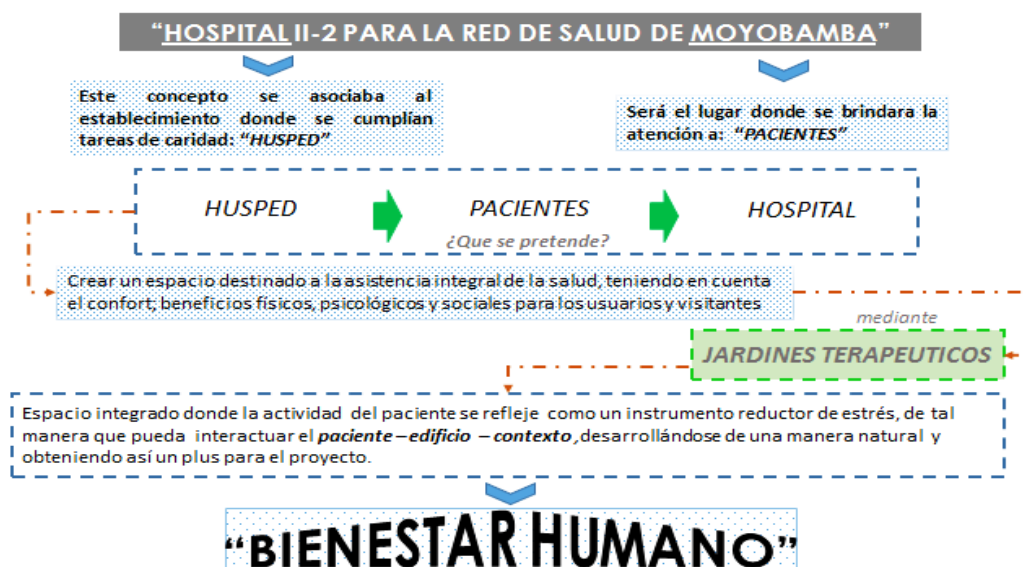 “HOSPITAL II-2 PARA LA RED DE SALUD DE MOYOBAMBA”
Este concepto se asociaba al
establecimiento donde se cumplían
tareas de caridad: “HUSPED”
Será el lugar donde se brindara la
atención a: “PACIENTES”
HUSPED
PACIENTES
HOSPITAL
¿Que se pretende?
Crear un espacio destinado a la asistencia integral de la salud, teniendo en cuenta
el confort; beneficios físicos, psicológicos y sociales para los usuarios y visitantes
mediante
JARDINES TERAPEUTICOS
Espacio integrado donde la actividad del paciente se refleje como un instrumento reductor de estrés, de tal
manera que pueda interactuar el paciente – edificio – contexto, desarrollándose de una manera natural y
obteniendo así un plus para el proyecto.
“BIENESTAR HUMANO”